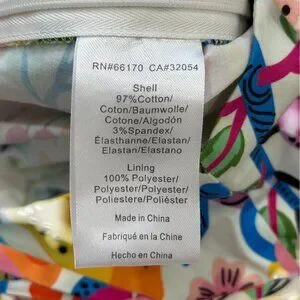 RN#66170 CA#32054
Shell
97%Cotton/
Coton/Baumwolle/
Cotone/Algodón
3%Spandex/
Élasthanne/Elastan/
Elastan/Elastano
Lining
100% Polyester/
Polyester/Polyester/
Poliestere/Poliéster
Made in China
Fabriqué en la Chine
Hecho en China